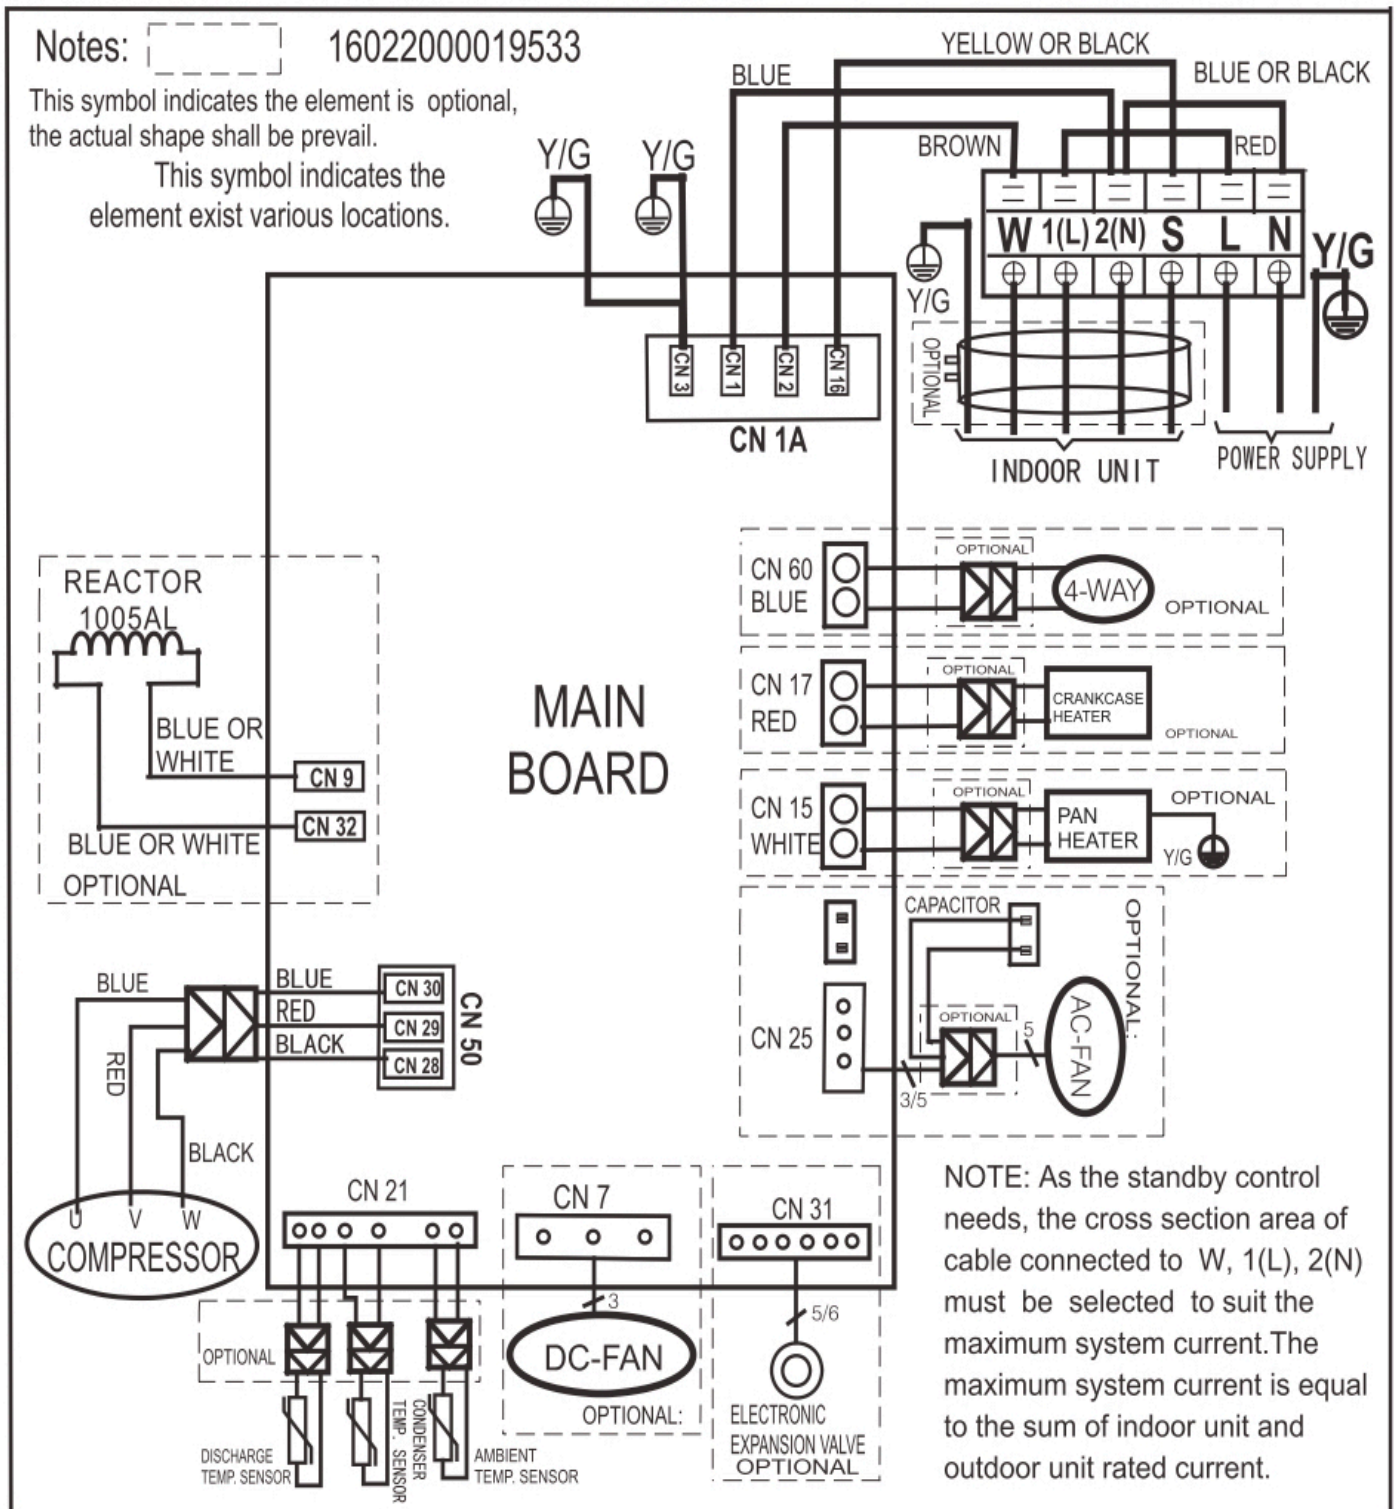 Notes: 16022000019533
This symbol indicates the element is optional,
the actual shape shall be prevail.
This symbol indicates the
element exist various locations.
YELLOW OR BLACK
BLUE
BLUE OR BLACK
BROWN
RED
Y/G
Y/G
W 1(L) 2(N) S L N
Y/G
Y/G
OPTIONAL
INDOOR UNIT
POWER SUPPLY
CN 3
CN 1
CN 2
CN 16
CN 1A
REACTOR
1005AL
BLUE OR
WHITE
CN 9
CN 32
BLUE OR WHITE
OPTIONAL
MAIN
BOARD
CN 60
BLUE
OPTIONAL
4-WAY
OPTIONAL
CN 17
RED
OPTIONAL
CRANKCASE
HEATER
OPTIONAL
CN 15
WHITE
OPTIONAL
PAN
HEATER
OPTIONAL
Y/G
CAPACITOR
OPTIONAL:
CN 25
OPTIONAL
3/5
5
AC-FAN
BLUE
RED
BLACK
BLUE
RED
BLACK
CN 30
CN 29
CN 28
CN 50
U V W
COMPRESSOR
CN 21
OPTIONAL
DISCHARGE
TEMP. SENSOR
CONDENSER
TEMP. SENSOR
AMBIENT
TEMP. SENSOR
CN 7
3
DC-FAN
OPTIONAL:
CN 31
5/6
ELECTRONIC
EXPANSION VALVE
OPTIONAL
NOTE: As the standby control
needs, the cross section area of
cable connected to W, 1(L), 2(N)
must be selected to suit the
maximum system current.The
maximum system current is equal
to the sum of indoor unit and
outdoor unit rated current.